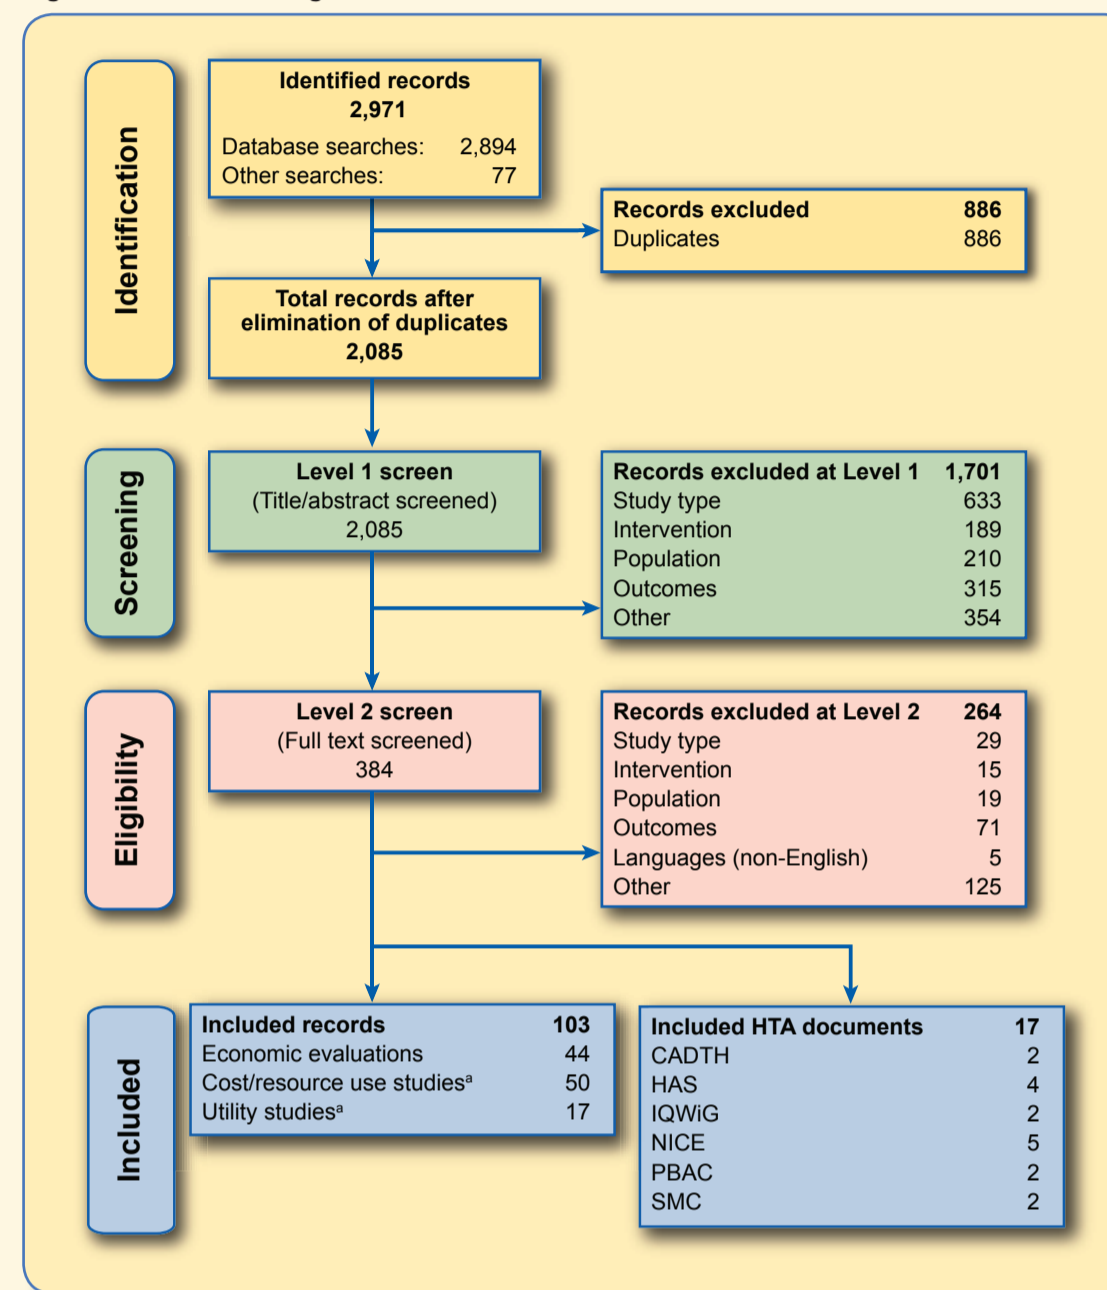 Identification
Identified records
2,971
Database searches: 2,894
Other searches: 77
Records excluded 886
Duplicates 886
Total records after
elimination of duplicates
2,085
Screening
Level 1 screen
(Title/abstract screened)
2,085
Records excluded at Level 1 1,701
Study type 633
Intervention 189
Population 210
Outcomes 315
Other 354
Eligibility
Level 2 screen
(Full text screened)
384
Records excluded at Level 2 264
Study type 29
Intervention 15
Population 19
Outcomes 71
Languages (non-English) 5
Other 125
Included
Included records 103
Economic evaluations 44
Cost/resource use studiesᵃ 50
Utility studiesᵃ 17
Included HTA documents 17
CADTH 2
HAS 4
IQWiG 2
NICE 5
PBAC 2
SMC 2